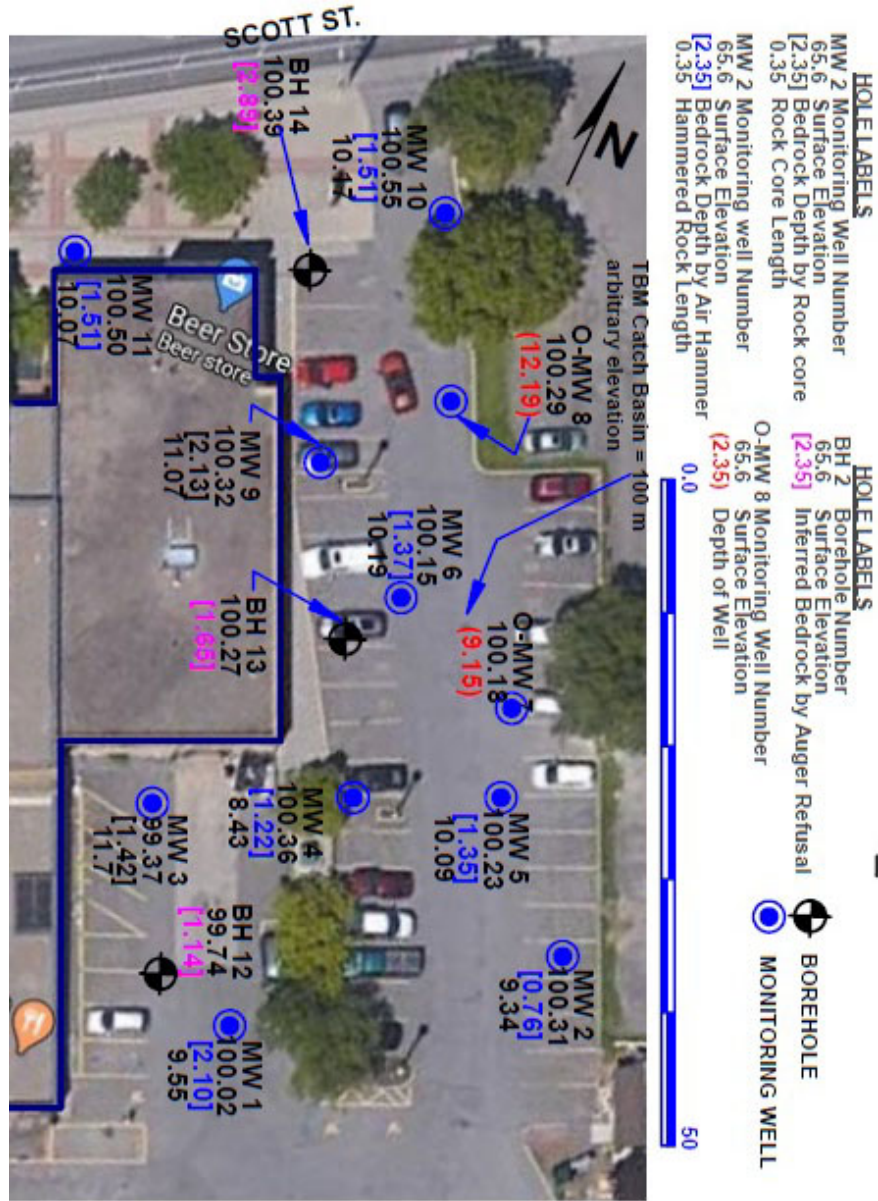 HOLE LABELS
MW 2 Monitoring Well Number
65.6 Surface Elevation
[2.35] Bedrock Depth by Rock core
0.35 Rock Core Length
MW 2 Monitoring well Number
65.6 Surface Elevation
[2.35] Bedrock Depth by Air Hammer
0.35 Hammered Rock Length
HOLE LABELS
BH 2 Borehole Number
65.6 Surface Elevation
[2.35] Inferred Bedrock by Auger Refusal
O-MW 8 Monitoring Well Number
65.6 Surface Elevation
(2.35) Depth of Well
BOREHOLE
MONITORING WELL
0.0
50
N
SCOTT ST.
TBM Catch Basin = 100 m
arbitrary elevation
BH 14
100.39
[2.89]
MW 10
100.55
[1.51]
10.17
O-MW 8
100.29
(12.19)
MW 11
100.50
[1.51]
10.07
Beer Store
Beer store
MW 9
100.32
[2.13]
11.07
MW 6
100.15
[1.37]
10.19
O-MW 7
100.18
(9.15)
BH 13
100.27
[1.65]
MW 4
100.36
[1.22]
8.43
MW 5
100.23
[1.35]
10.09
MW 3
99.37
[1.42]
11.7
BH 12
99.74
[1.14]
MW 2
100.31
[0.76]
9.34
MW 1
100.02
[2.10]
9.55